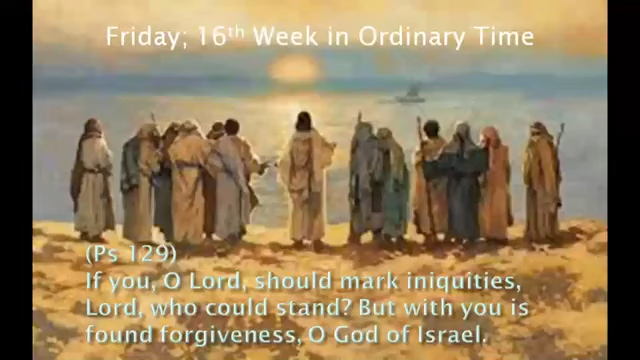 Friday; 16th Week in Ordinary Time
(Ps 129)
If you, O Lord, should mark iniquities,
Lord, who could stand? But with you is
found forgiveness, O God of Israel.